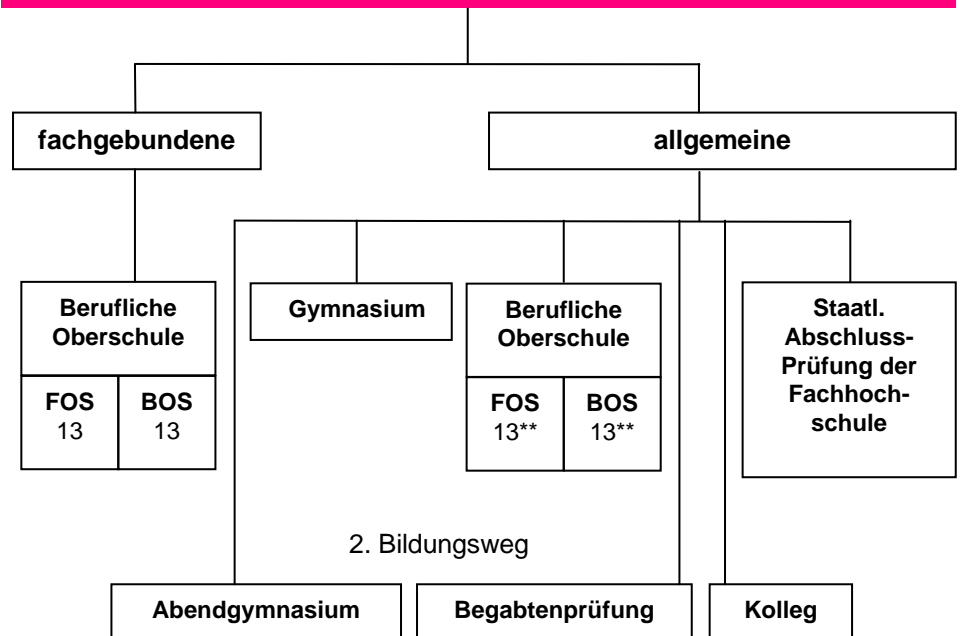 fachgebundene
allgemeine
Berufliche
Oberschule
FOS
13
BOS
13
Gymnasium
Berufliche
Oberschule
FOS
13**
BOS
13**
Staatl.
Abschluss-
Prüfung der
Fachhoch-
schule
2. Bildungsweg
Abendgymnasium
Begabtenprüfung
Kolleg